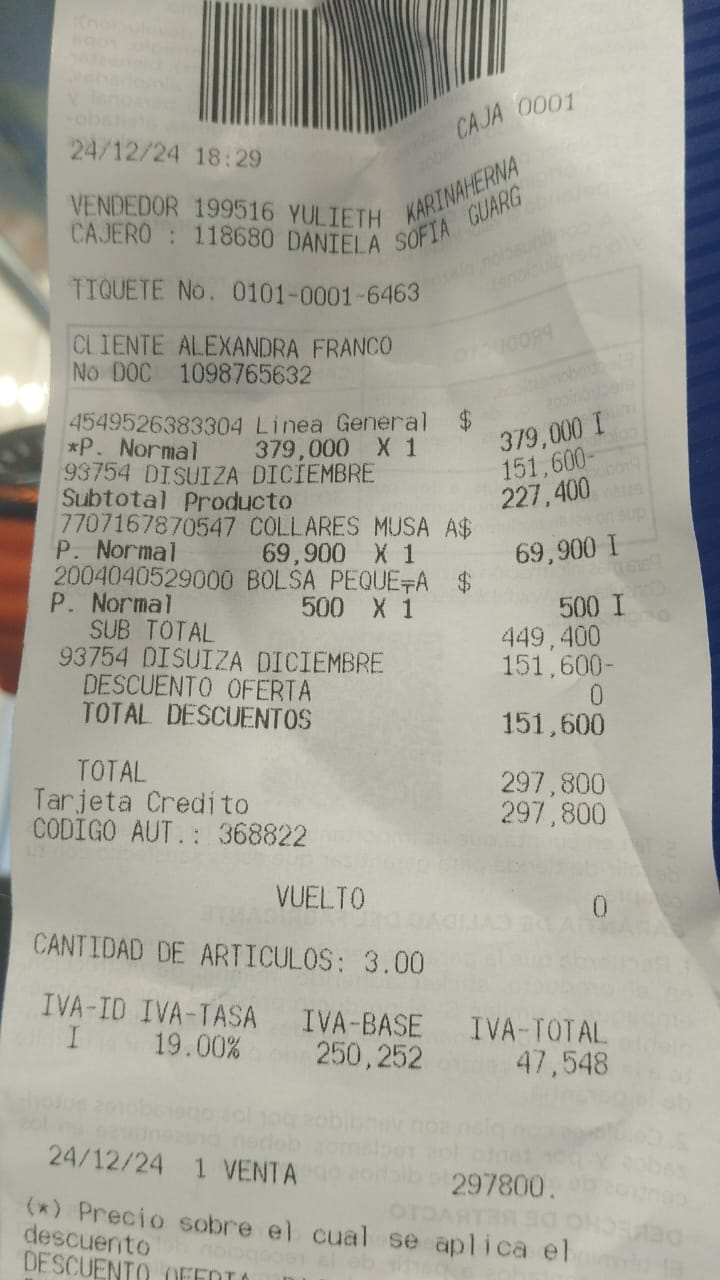 CAJA 0001
24/12/24 18:29
VENDEDOR 199516 YULIETH KARINAHERNA
CAJERO : 118680 DANIELA SOFIA GUARG
TIQUETE No. 0101-0001-6463
CLIENTE ALEXANDRA FRANCO
No DOC 1098765632
4549526383304 Linea General $ 379,000 I
*P. Normal 379,000 X 1
93754 DISUIZA DICIEMBRE 151,600-
Subtotal Producto 227,400
7707167870547 COLLARES MUSA A$
P. Normal 69,900 X 1 69,900 I
2004040529000 BOLSA PEQUE╤A $
P. Normal 500 X 1 500 I
SUB TOTAL 449,400
93754 DISUIZA DICIEMBRE 151,600-
DESCUENTO OFERTA 0
TOTAL DESCUENTOS 151,600
TOTAL 297,800
Tarjeta Credito 297,800
CODIGO AUT.: 368822
VUELTO 0
CANTIDAD DE ARTICULOS: 3.00
IVA-ID IVA-TASA IVA-BASE IVA-TOTAL
I 19.00% 250,252 47,548
24/12/24 1 VENTA 297800.
(*) Precio sobre el cual se aplica el
descuento
DESCUENTO OFERTA